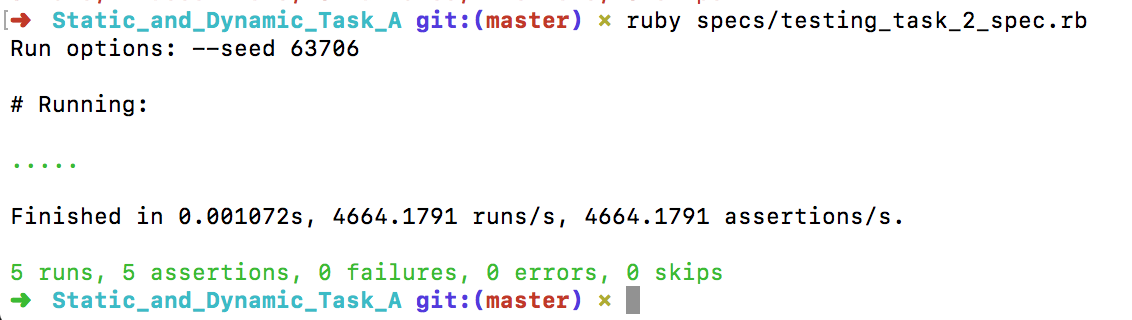 ➜ Static_and_Dynamic_Task_A git:(master) × ruby specs/testing_task_2_spec.rb
Run options: --seed 63706
# Running:
.....
Finished in 0.001072s, 4664.1791 runs/s, 4664.1791 assertions/s.
5 runs, 5 assertions, 0 failures, 0 errors, 0 skips
➜ Static_and_Dynamic_Task_A git:(master) ×